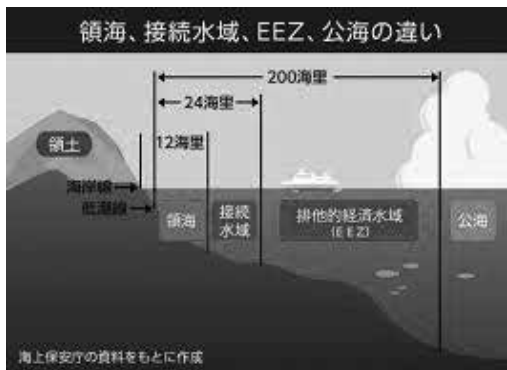 領海、接続水域、EEZ、公海の違い
200海里
24海里
12海里
領土
海岸線
低潮線
領海
接続
水域
排他的経済水域
(EEZ)
公海
海上保安庁の資料をもとに作成